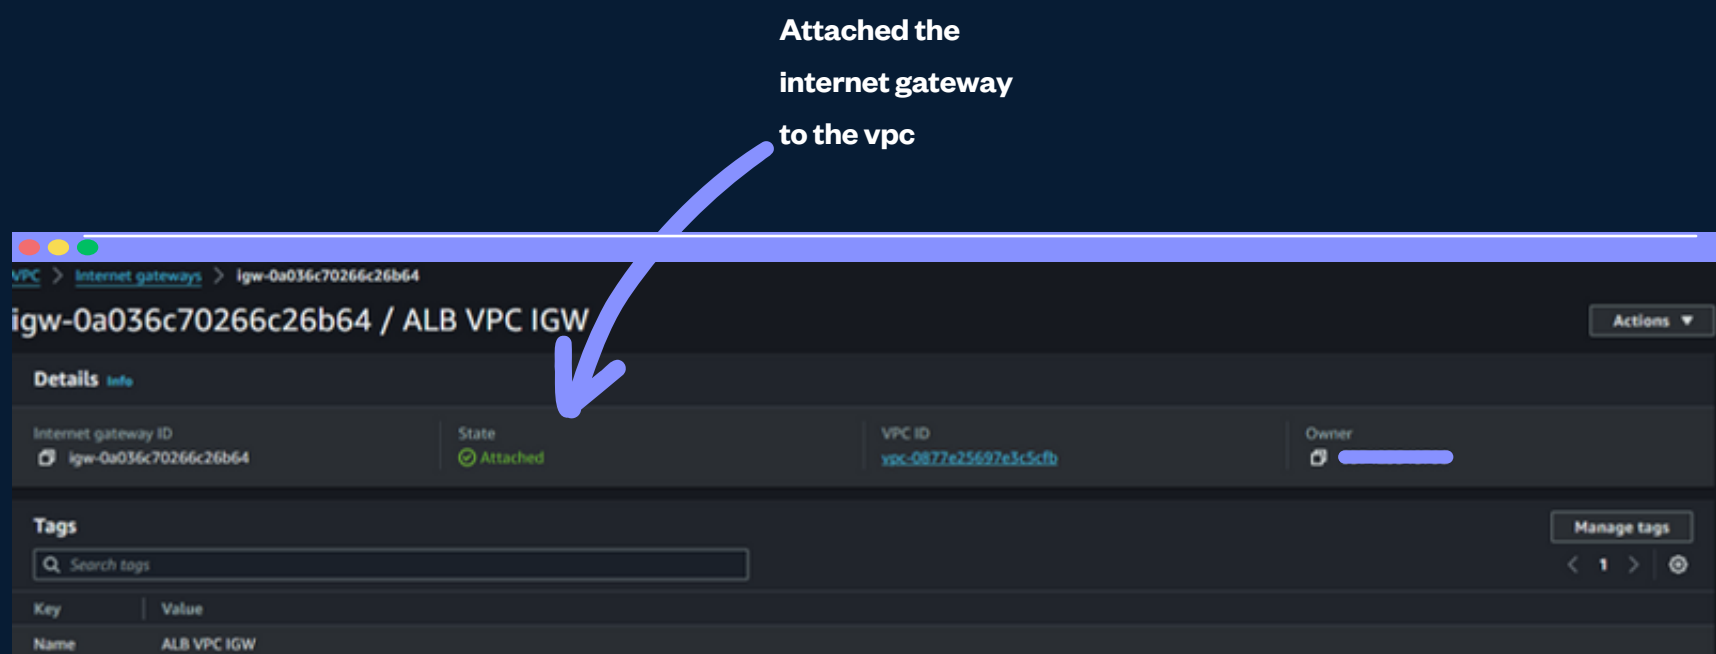 Attached the
internet gateway
to the vpc
VPC > Internet gateways > igw-0a036c70266c26b64
igw-0a036c70266c26b64 / ALB VPC IGW
Actions
Details Info
Internet gateway ID
igw-0a036c70266c26b64
State
Attached
VPC ID
vpc-0877e25697e3c5cfb
Owner
Tags
Manage tags
Search tags
1
Key Value
Name ALB VPC IGW